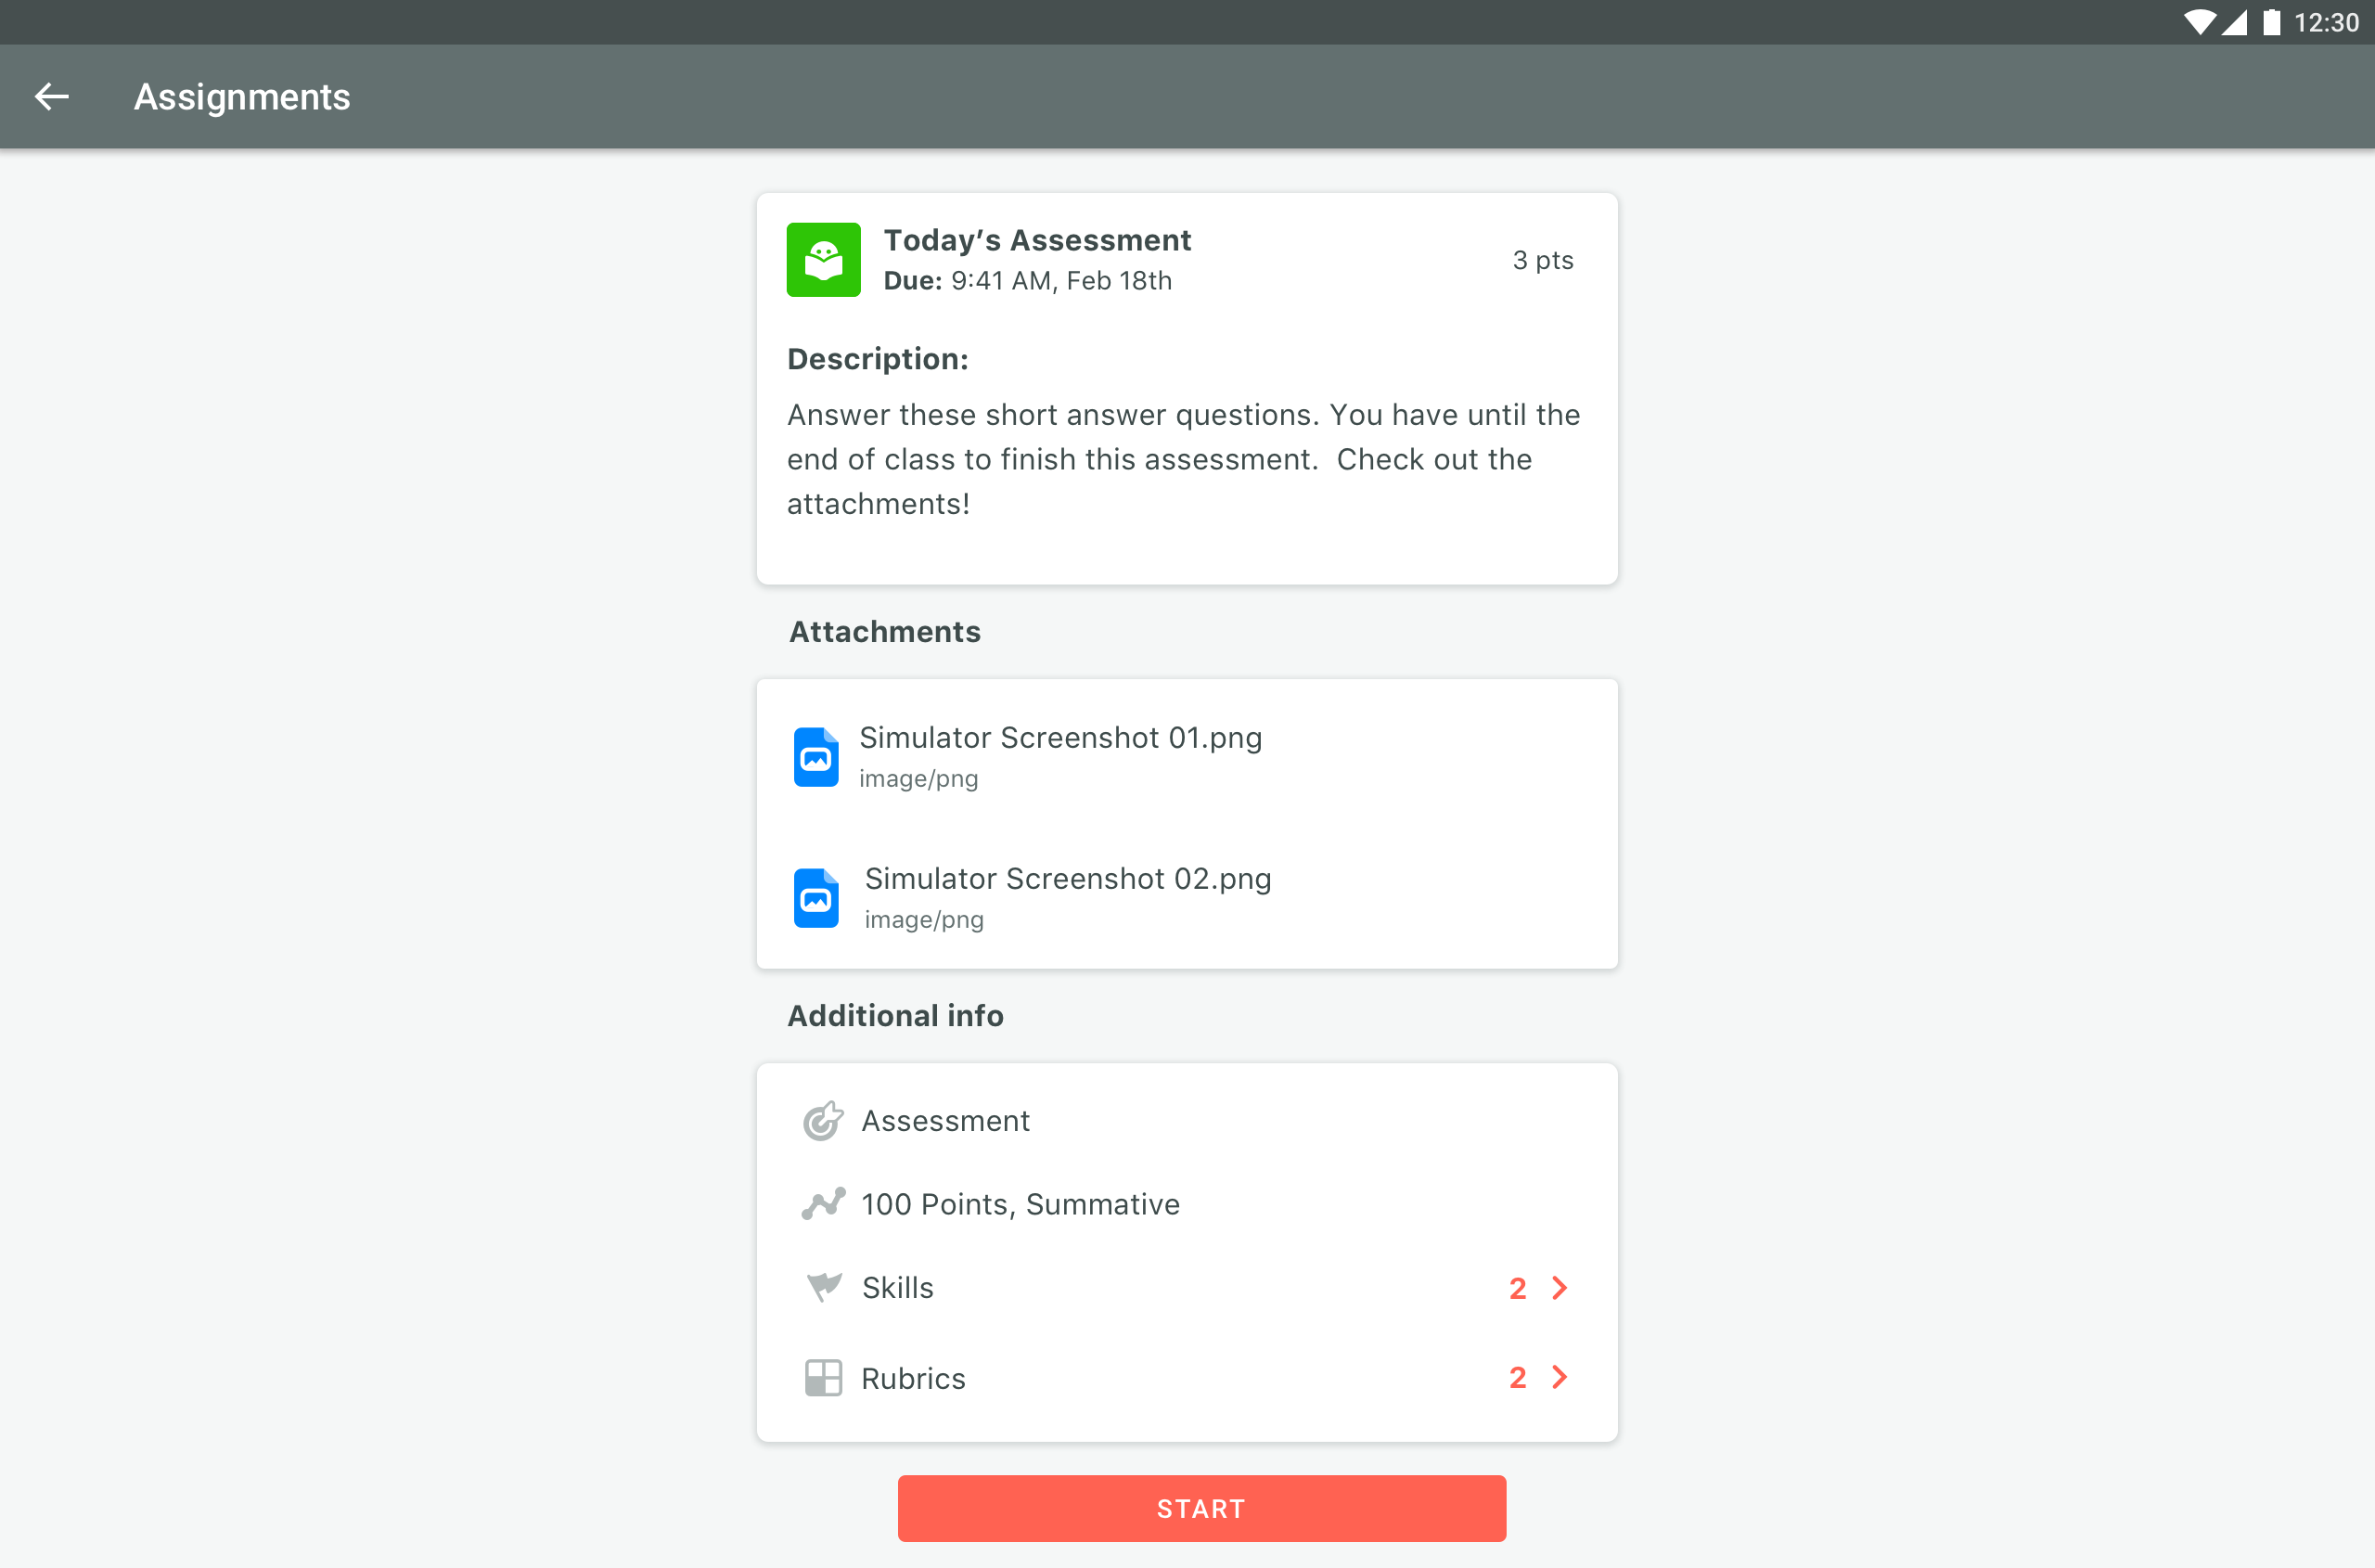 12:30
Assignments
Today’s Assessment
Due: 9:41 AM, Feb 18th
3 pts
Description:
Answer these short answer questions. You have until the
end of class to finish this assessment.  Check out the
attachments!
Attachments
Simulator Screenshot 01.png
image/png
Simulator Screenshot 02.png
image/png
Additional info
Assessment
100 Points, Summative
Skills 2
Rubrics 2
START